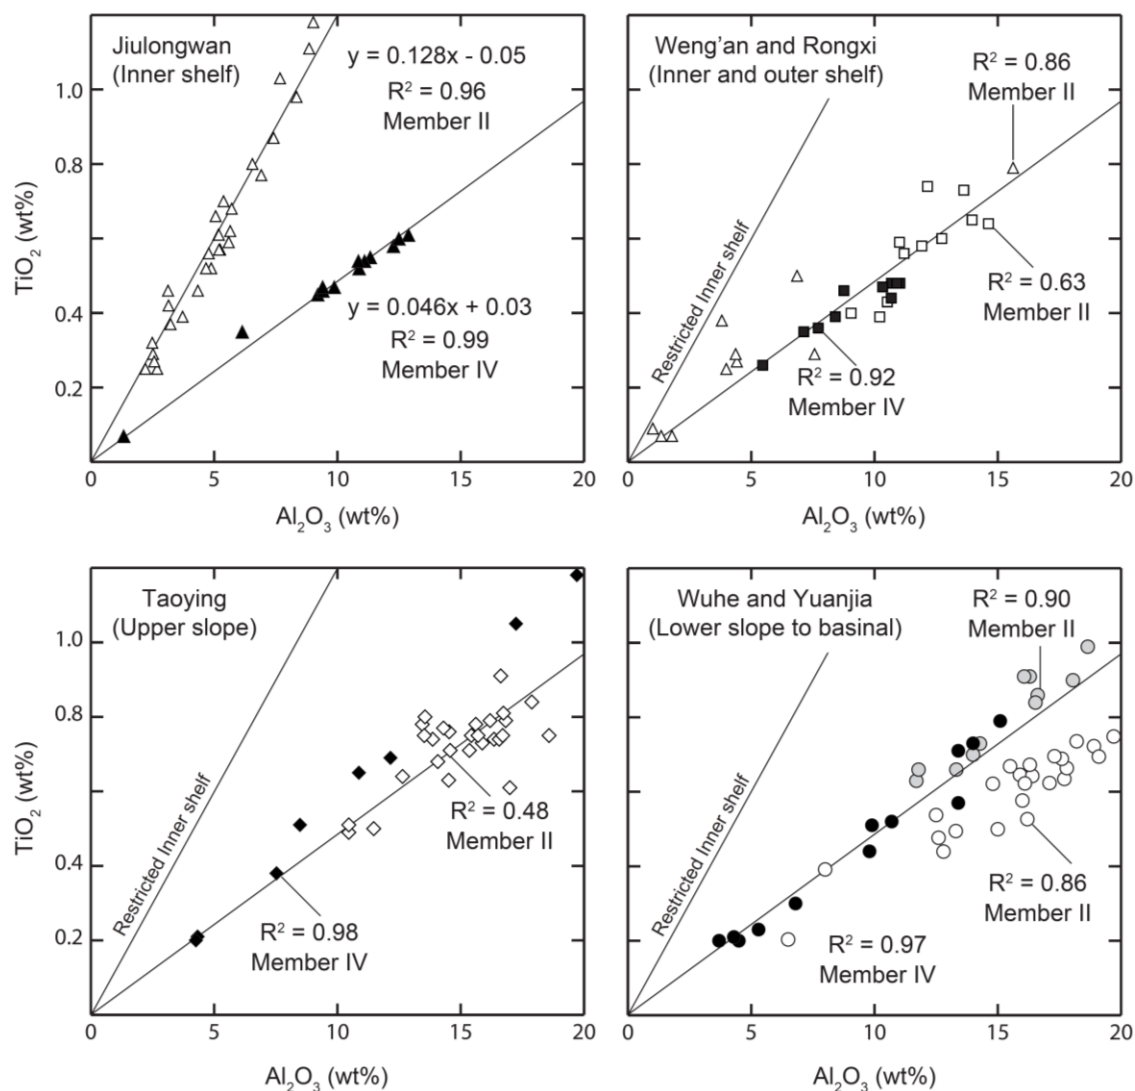 Jiulongwan
(Inner shelf)
y = 0.128x - 0.05
R² = 0.96
Member II
y = 0.046x + 0.03
R² = 0.99
Member IV
1.0
0.8
0.4
0.2
TiO₂ (wt%)
0 5 10 15 20
Al₂O₃ (wt%)
Weng'an and Rongxi
(Inner and outer shelf)
R² = 0.86
Member II
R² = 0.63
Member II
R² = 0.92
Member IV
Restricted Inner shelf
0 5 10 15 20
Al₂O₃ (wt%)
Taoying
(Upper slope)
Restricted Inner shelf
R² = 0.48
Member II
R² = 0.98
Member IV
1.0
0.8
0.4
0.2
TiO₂ (wt%)
0 5 10 15 20
Al₂O₃ (wt%)
Wuhe and Yuanjia
(Lower slope to basinal)
R² = 0.90
Member II
R² = 0.86
Member II
R² = 0.97
Member IV
Restricted Inner shelf
0 5 10 15 20
Al₂O₃ (wt%)